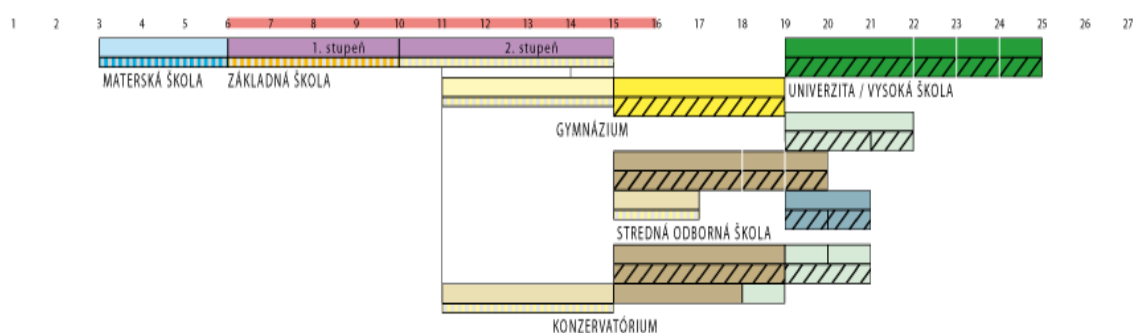 1 2 3 4 5 6 7 8 9 10 11 12 13 14 15 16 17 18 19 20 21 22 23 24 25 26 27
1. stupeň 2. stupeň
MATERSKÁ ŠKOLA ZÁKLADNÁ ŠKOLA
UNIVERZITA / VYSOKÁ ŠKOLA
GYMNÁZIUM
STREDNÁ ODBORNÁ ŠKOLA
KONZERVATÓRIUM